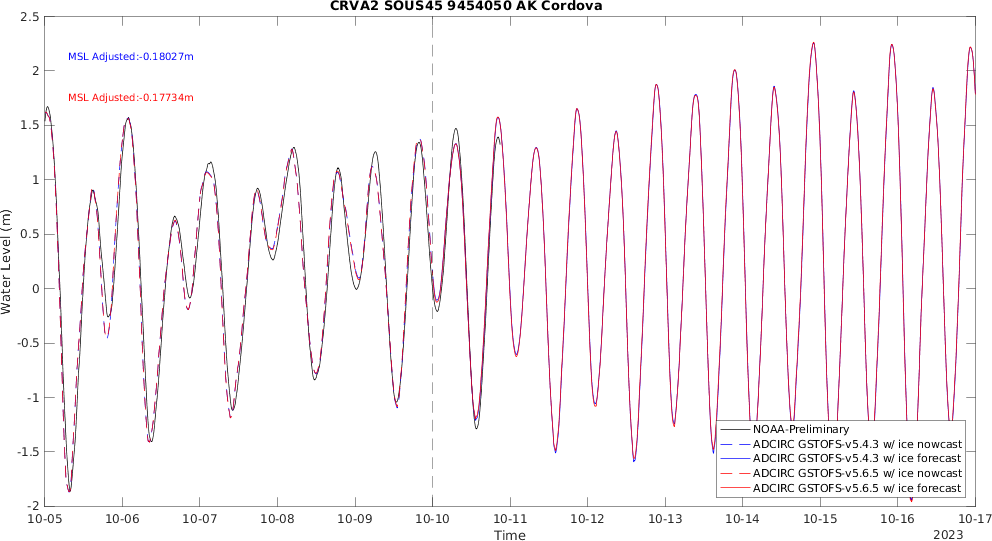 CRVA2 SOUS45 9454050 AK Cordova
MSL Adjusted:-0.18027m
MSL Adjusted:-0.17734m
Water Level (m)
2.5
2
1.5
1
0.5
0
-0.5
-1
-1.5
-2
NOAA-Preliminary
ADCIRC GSTOFS-v5.4.3 w/ ice nowcast
ADCIRC GSTOFS-v5.4.3 w/ ice forecast
ADCIRC GSTOFS-v5.6.5 w/ ice nowcast
ADCIRC GSTOFS-v5.6.5 w/ ice forecast
10-05 10-06 10-07 10-08 10-09 10-10 10-11 10-12 10-13 10-14 10-15 10-16 10-17
Time
2023